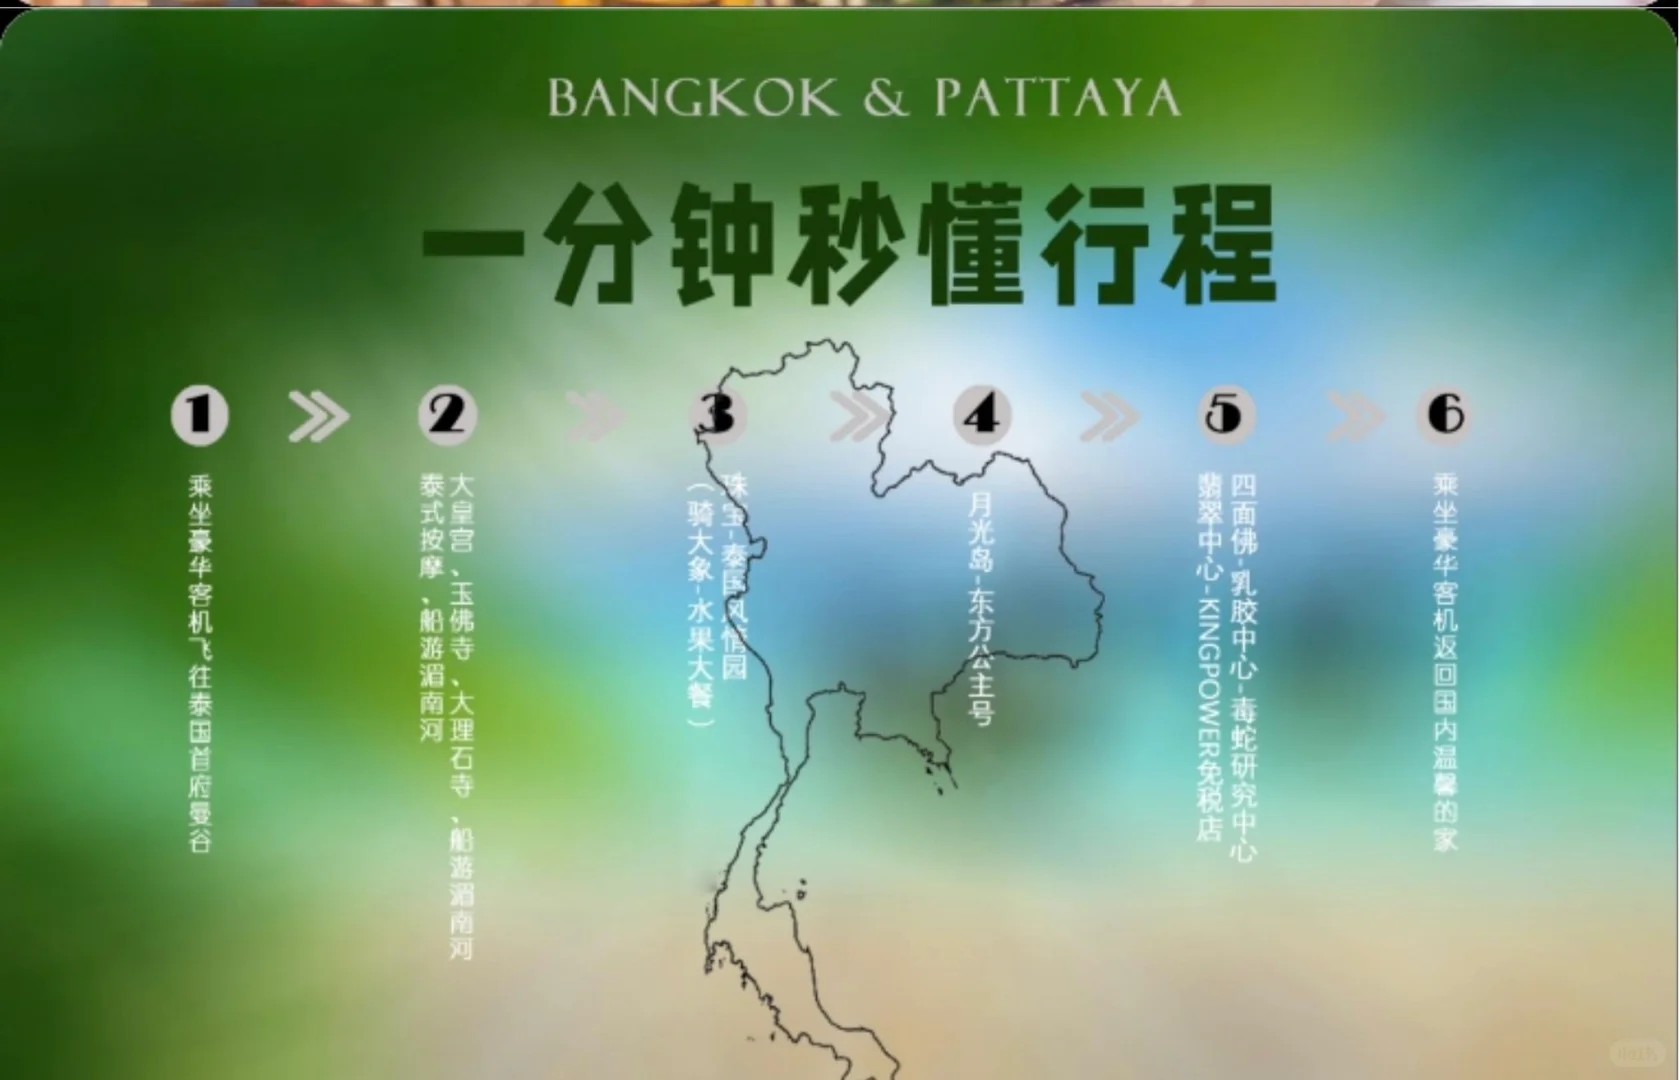 BANGKOK & PATTAYA
一分钟秒懂行程
1
乘坐豪华客机飞往泰国首府曼谷
2
大皇宫、玉佛寺、大理石寺、船游湄南河
泰式按摩、船游湄南河
3
珠宝-泰国风情园
（骑大象-水果大餐）
4
月光岛-东方公主号
5
四面佛-乳胶中心-毒蛇研究中心
翡翠中心-KINGPOWER免税店
6
乘坐豪华客机返回国内温馨的家
小红书